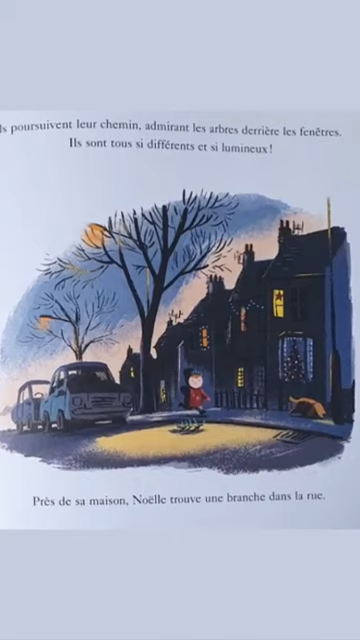 ls poursuivent leur chemin, admirant les arbres derrière les fenêtres.
Ils sont tous si différents et si lumineux !
Près de sa maison, Noëlle trouve une branche dans la rue.